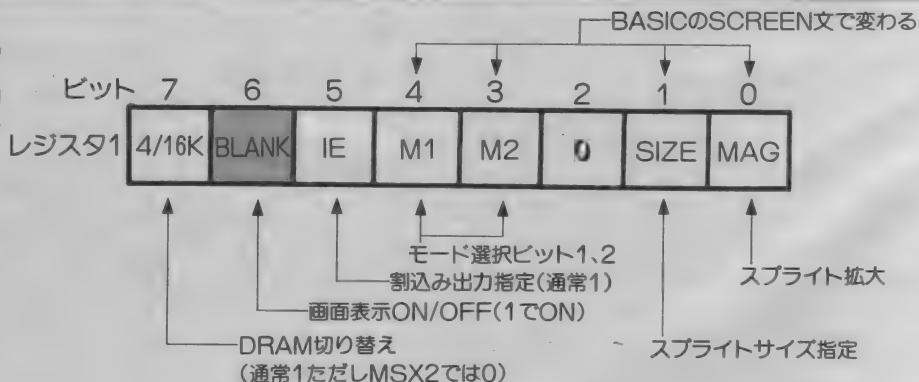 BASICのSCREEN文で変わる
ビット 7 6 5 4 3 2 1 0
レジスタ1 4/16K BLANK IE M1 M2 0 SIZE MAG
モード選択ビット1、2
割込み出力指定(通常1)
スプライト拡大
画面表示ON/OFF(1でON)
DRAM切り替え
スプライトサイズ指定
(通常1ただしMSX2では0)